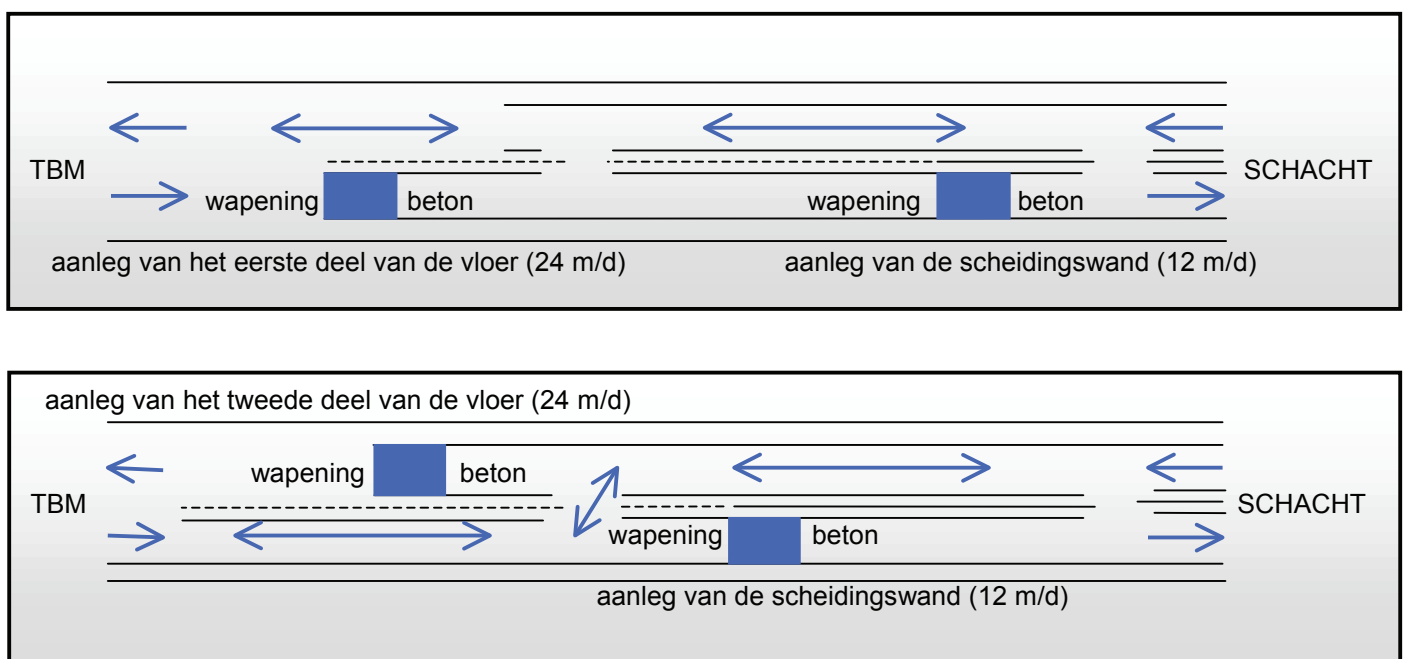 TBM
SCHACHT
wapening
beton
wapening
beton
aanleg van het eerste deel van de vloer (24 m/d)
aanleg van de scheidingswand (12 m/d)
aanleg van het tweede deel van de vloer (24 m/d)
wapening
beton
TBM
SCHACHT
wapening
beton
aanleg van de scheidingswand (12 m/d)